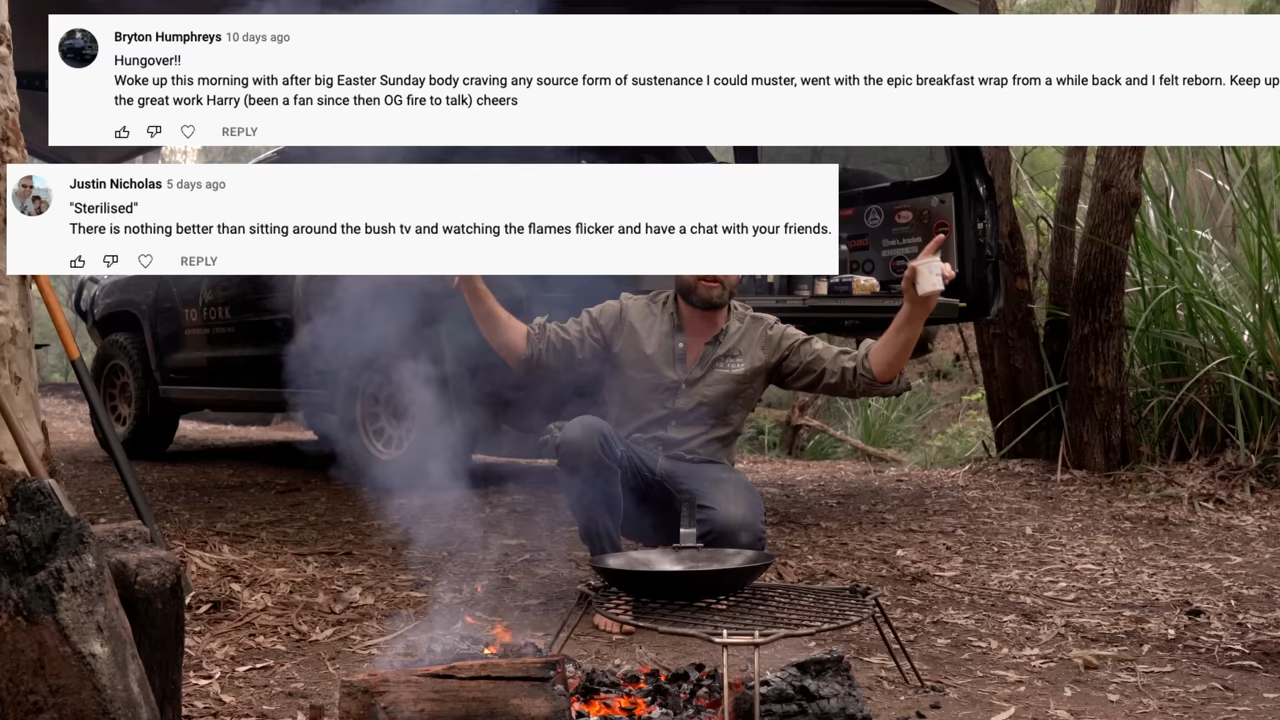 Bryton Humphreys 10 days ago
Hungover!!
Woke up this morning with after big Easter Sunday body craving any source form of sustenance I could muster, went with the epic breakfast wrap from a while back and I felt reborn. Keep up
the great work Harry (been a fan since then OG fire to talk) cheers
REPLY
Justin Nicholas 5 days ago
"Sterilised"
There is nothing better than sitting around the bush tv and watching the flames flicker and have a chat with your friends.
REPLY
TO FORK
ADVENTURE COOKING
TO FORK